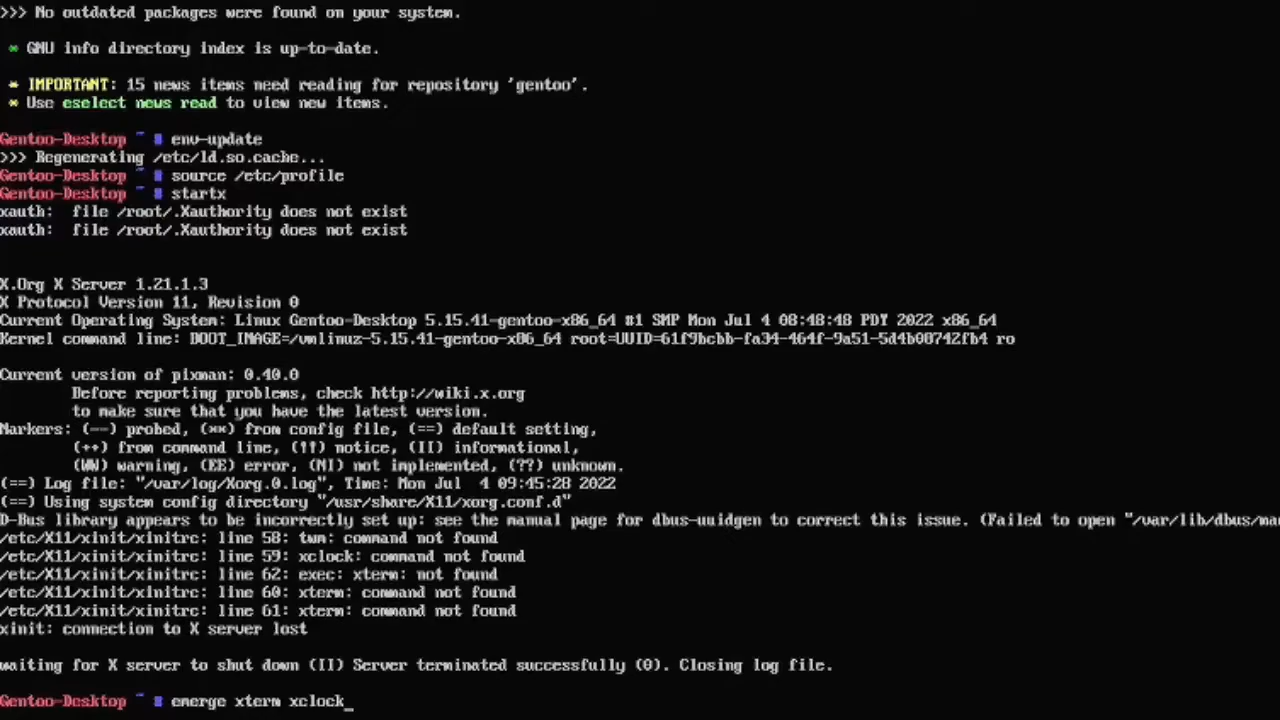 >>> No outdated packages were found on your system.
* GNU info directory index is up-to-date.
* IMPORTANT: 15 news items need reading for repository 'gentoo'.
* Use eselect news read to view new items.
Gentoo-Desktop ~ # env-update
>>> Regenerating /etc/ld.so.cache...
Gentoo-Desktop ~ # source /etc/profile
Gentoo-Desktop ~ # startx
xauth:  file /root/.Xauthority does not exist
xauth:  file /root/.Xauthority does not exist
X.Org X Server 1.21.1.3
X Protocol Version 11, Revision 0
Current Operating System: Linux Gentoo-Desktop 5.15.41-gentoo-x86_64 #1 SMP Mon Jul 4 08:48:48 PDT 2022 x86_64
Kernel command line: BOOT_IMAGE=/vmlinuz-5.15.41-gentoo-x86_64 root=UUID=61f9bcbb-fa34-464f-9a51-5d4b00742fb4 ro
Current version of pixman: 0.40.0
Before reporting problems, check http://wiki.x.org
to make sure that you have the latest version.
Markers: (--) probed, (**) from config file, (==) default setting,
(++) from command line, (!!) notice, (II) informational,
(WW) warning, (EE) error, (NI) not implemented, (??) unknown.
(==) Log file: "/var/log/Xorg.0.log", Time: Mon Jul  4 09:45:28 2022
(==) Using system config directory "/usr/share/X11/xorg.conf.d"
D-Bus library appears to be incorrectly set up: see the manual page for dbus-uuidgen to correct this issue. (Failed to open "/var/lib/dbus/ma
/etc/X11/xinit/xinitrc: line 58: twm: command not found
/etc/X11/xinit/xinitrc: line 59: xclock: command not found
/etc/X11/xinit/xinitrc: line 62: exec: xterm: not found
/etc/X11/xinit/xinitrc: line 60: xterm: command not found
/etc/X11/xinit/xinitrc: line 61: xterm: command not found
xinit: connection to X server lost
waiting for X server to shut down (II) Server terminated successfully (0). Closing log file.
Gentoo-Desktop ~ # emerge xterm xclock_